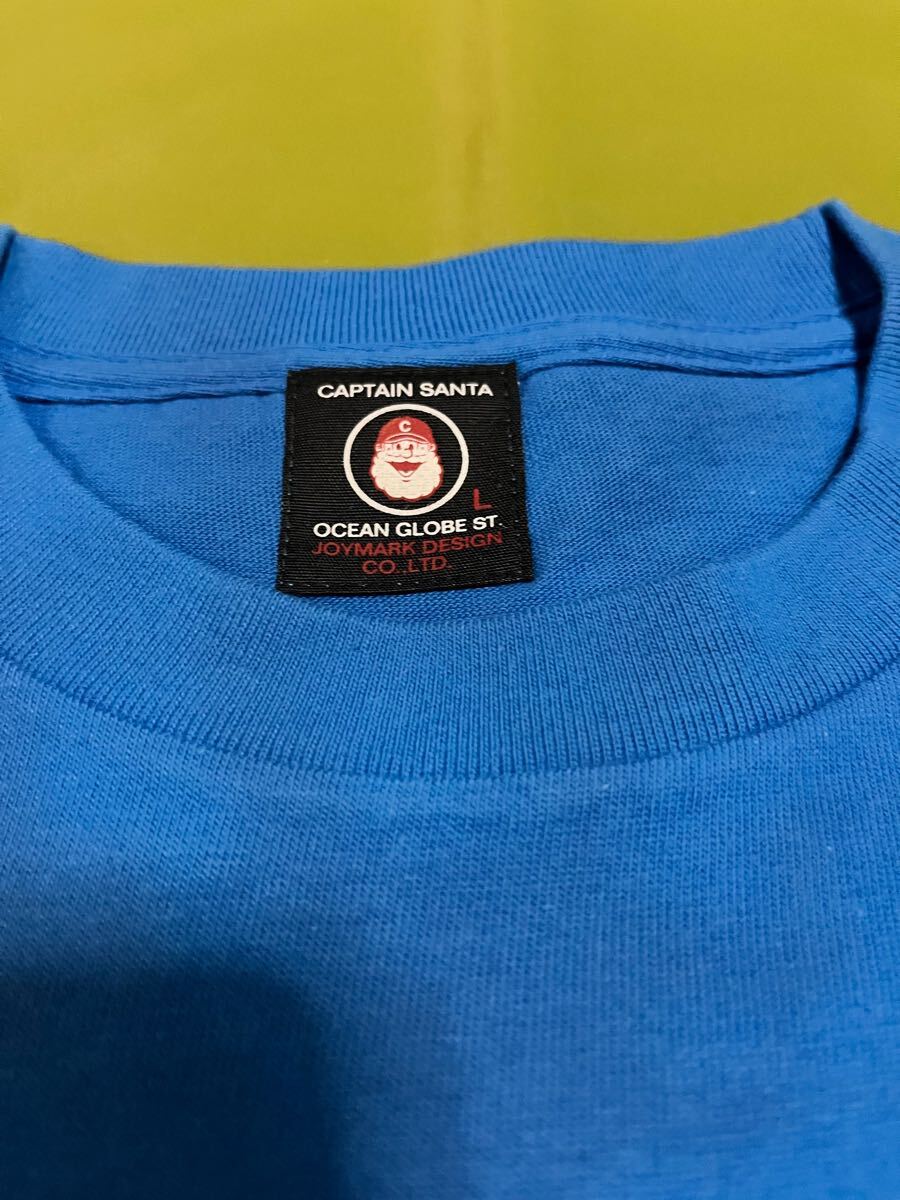 CAPTAIN SANTA
C
L
OCEAN GLOBE ST.
JOYMARK DESIGN
CO.,LTD.